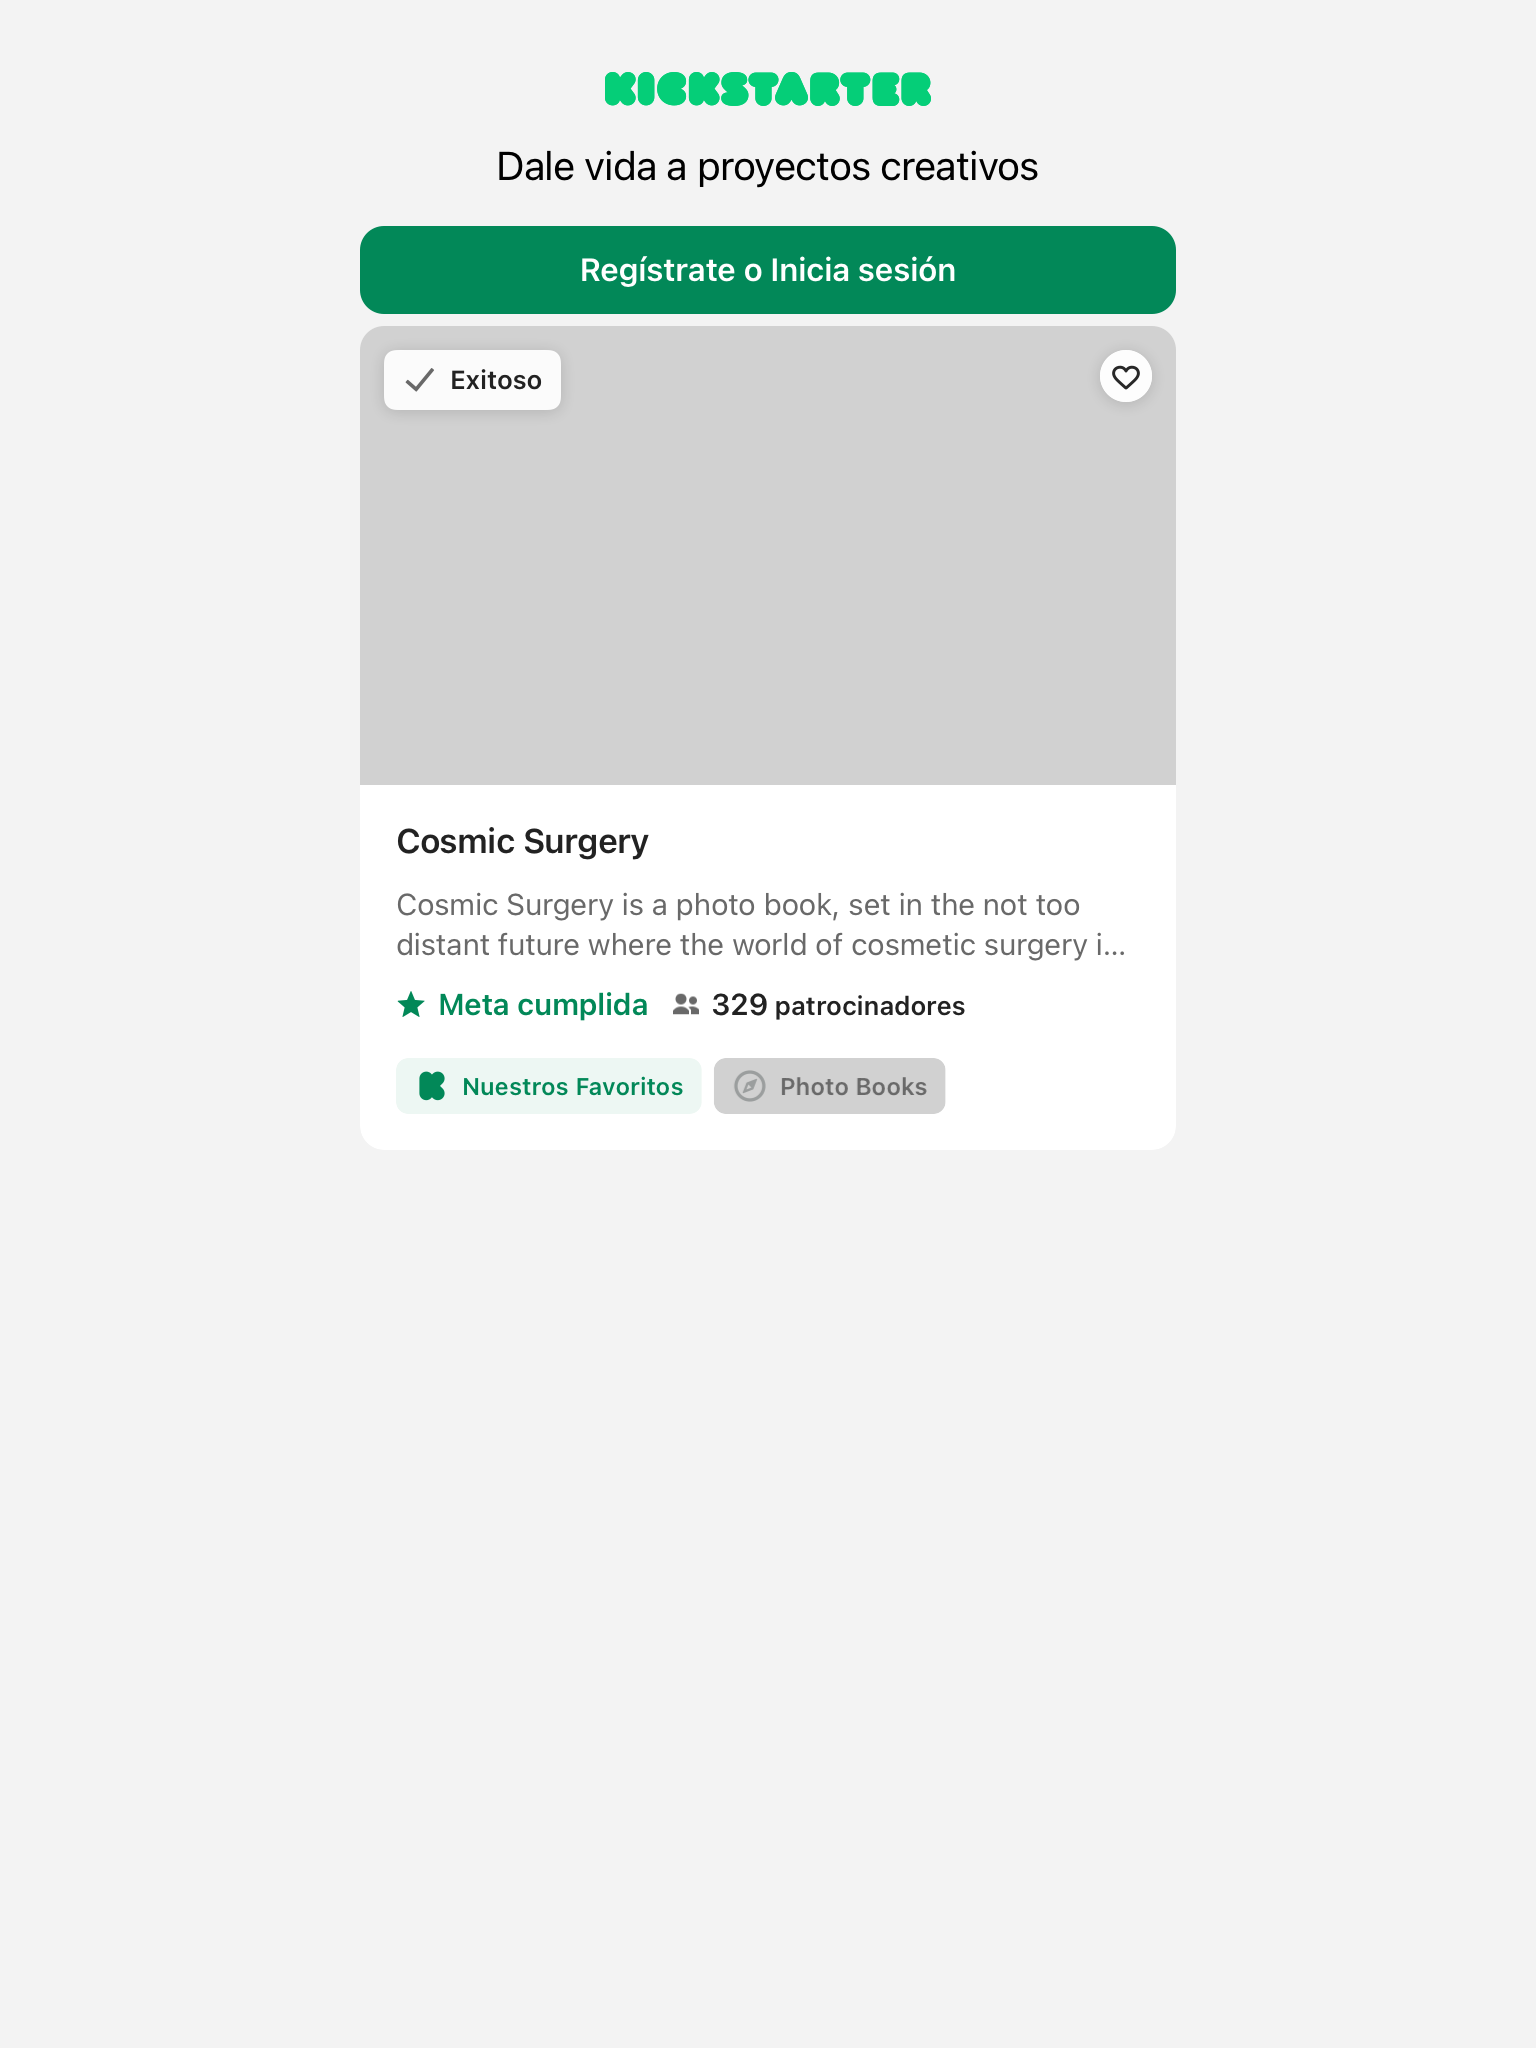 KICKSTARTER
Dale vida a proyectos creativos
Regístrate o Inicia sesión
Exitoso
Cosmic Surgery
Cosmic Surgery is a photo book, set in the not too
distant future where the world of cosmetic surgery i...
Meta cumplida 329 patrocinadores
Nuestros Favoritos Photo Books